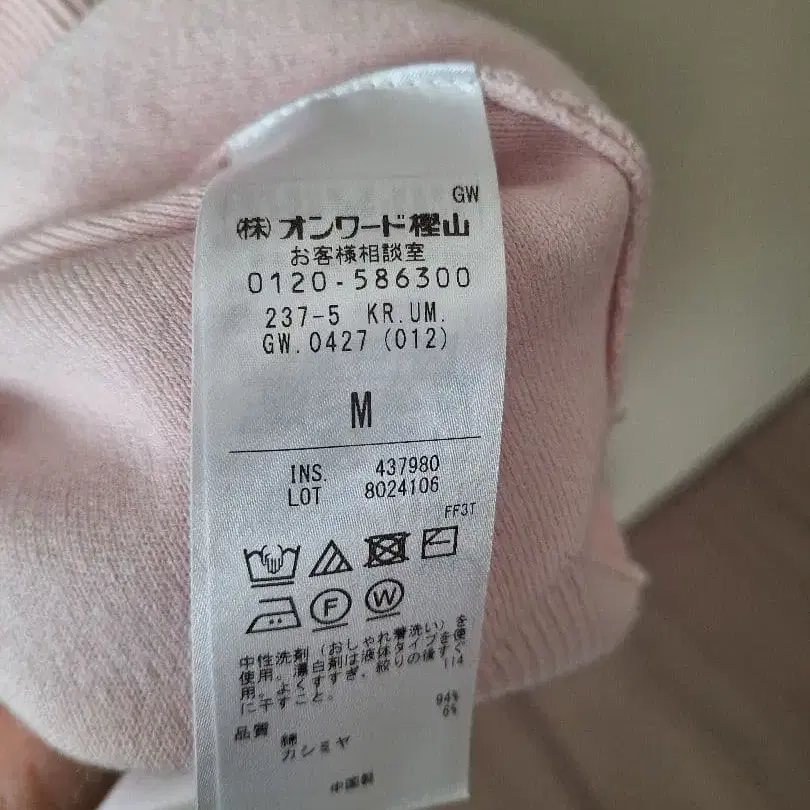 GW
㈱オンワード樫山
お客様相談室
0120-586300
237-5 KR.UM.
GW.0427(012)
M
INS. 437980
LOT 8024106
FF3T
F W
中性洗剤(おしゃれ着洗い)を
使用。漂白剤は液体タイプを使
用。よくすすぎ、絞りの後すぐ
に干すこと。 114
品質
綿 94%
カシミヤ 6%
中国製